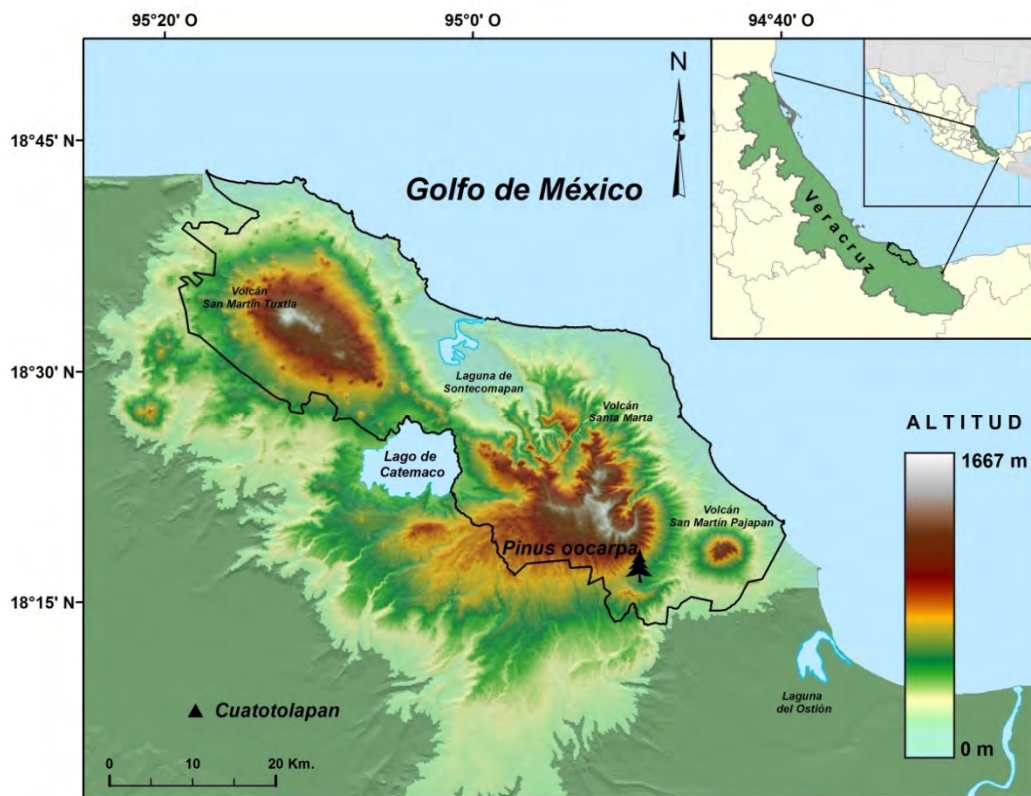 95°20' O
95°0' O
94°40' O
18°45' N
18°30' N
18°15' N
N
Golfo de México
Veracruz
Volcán
San Martín Tuxtla
Laguna de
Sontecomapan
Volcán
Santa Marta
Lago de
Catemaco
Volcán
San Martín Pajapan
Pinus oocarpa
ALTITUD
1667 m
0 m
Laguna
del Ostión
Cuatotolapan
0 10 20 Km.